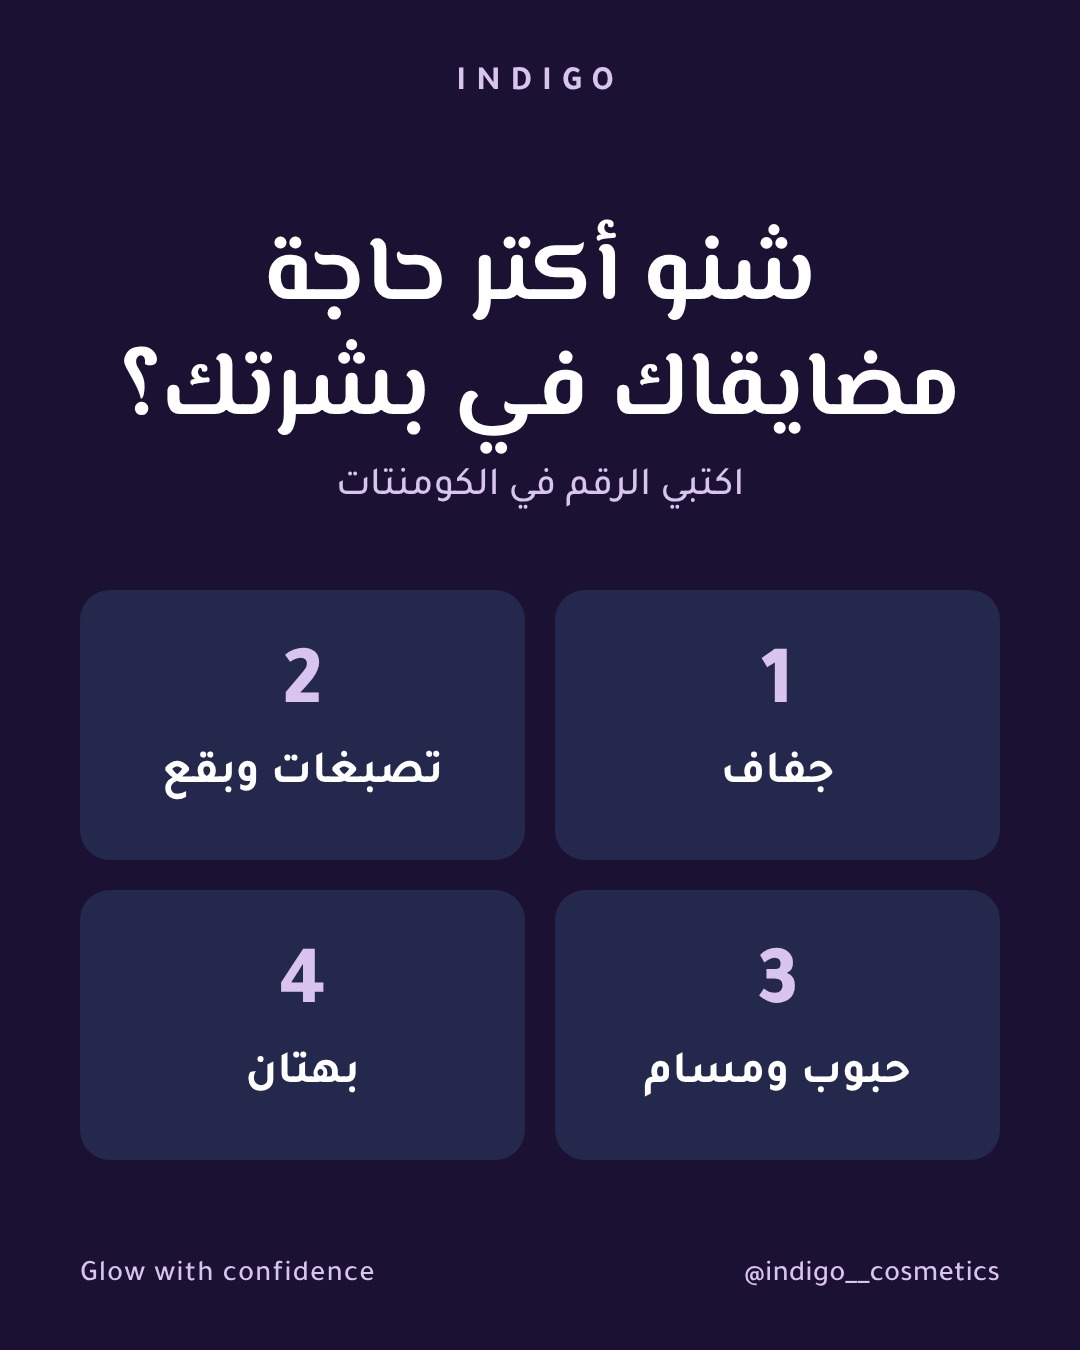 INDIGO
شنو أكتر حاجة
مضايقاك في بشرتك؟
اكتبي الرقم في الكومنتات
1
جفاف
2
تصبغات وبقع
3
حبوب ومسام
4
بهتان
Glow with confidence
@indigo__cosmetics